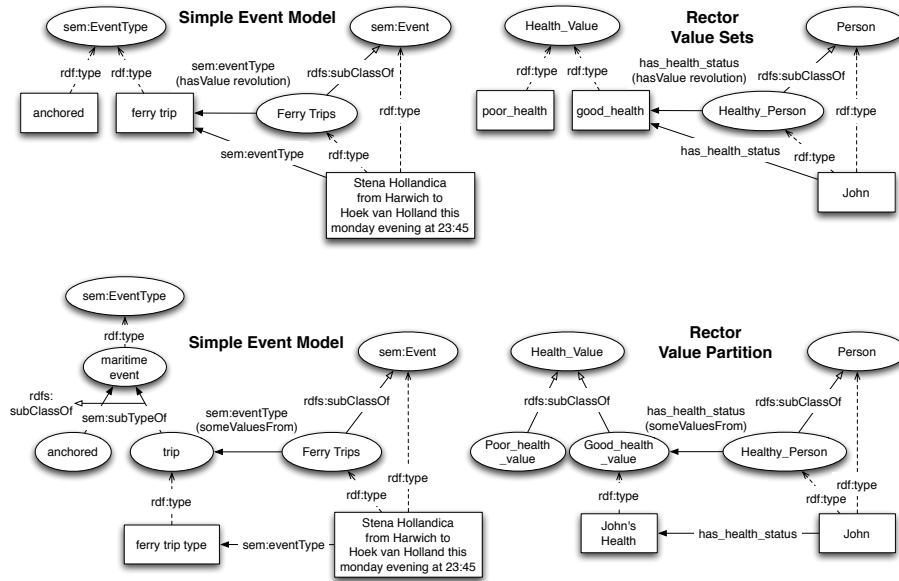 Simple Event Model
sem:EventType
sem:Event
rdf:type
rdf:type
sem:eventType
(hasValue revolution)
rdfs:subClassOf
anchored
ferry trip
Ferry Trips
rdf:type
sem:eventType
rdf:type
Stena Hollandica
from Harwich to
Hoek van Holland this
monday evening at 23:45
Rector
Value Sets
Health_Value
Person
rdf:type
rdf:type
has_health_status
(hasValue revolution)
rdfs:subClassOf
poor_health
good_health
Healthy_Person
rdf:type
has_health_status
rdf:type
John
Simple Event Model
sem:EventType
rdf:type
maritime
event
sem:Event
rdfs:
subClassOf
sem:subTypeOf
sem:eventType
(someValuesFrom)
rdfs:subClassOf
anchored
trip
Ferry Trips
rdf:type
rdf:type
rdf:type
ferry trip type
sem:eventType
Stena Hollandica
from Harwich to
Hoek van Holland this
monday evening at 23:45
Rector
Value Partition
Health_Value
Person
rdfs:subClassOf
has_health_status
(someValuesFrom)
rdfs:subClassOf
Poor_health
_value
Good_health
_value
Healthy_Person
rdf:type
rdf:type
rdf:type
John's
Health
has_health_status
John